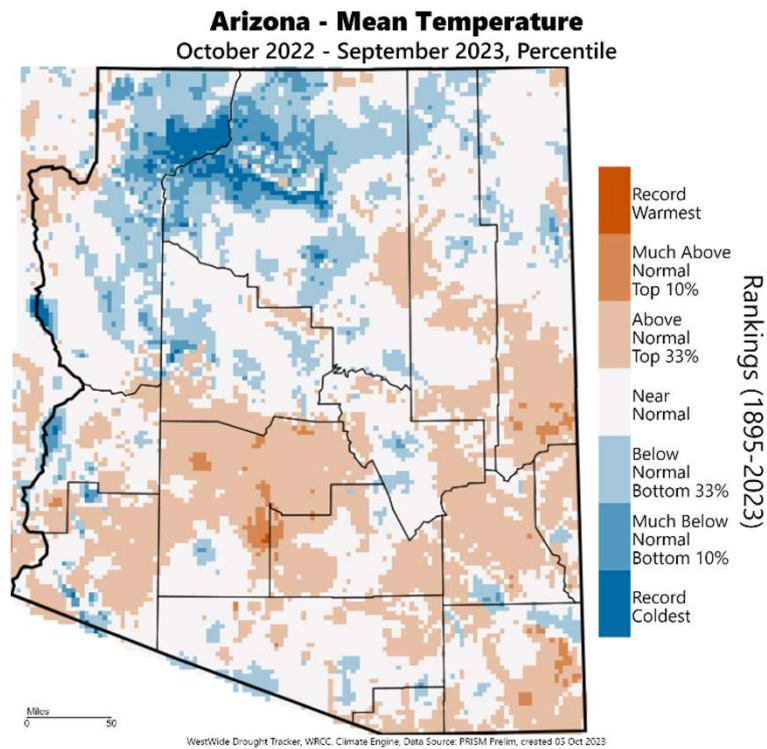 Arizona - Mean Temperature
October 2022 - September 2023, Percentile
Record
Warmest
Much Above
Normal
Top 10%
Above
Normal
Top 33%
Near
Normal
Below
Normal
Bottom 33%
Much Below
Normal
Bottom 10%
Record
Coldest
Rankings (1895-2023)
Miles
0 50
WestWide Drought Tracker, WRCC. Climate Engine, Data Source: PRISM Prelim, created 05 Oct 2023